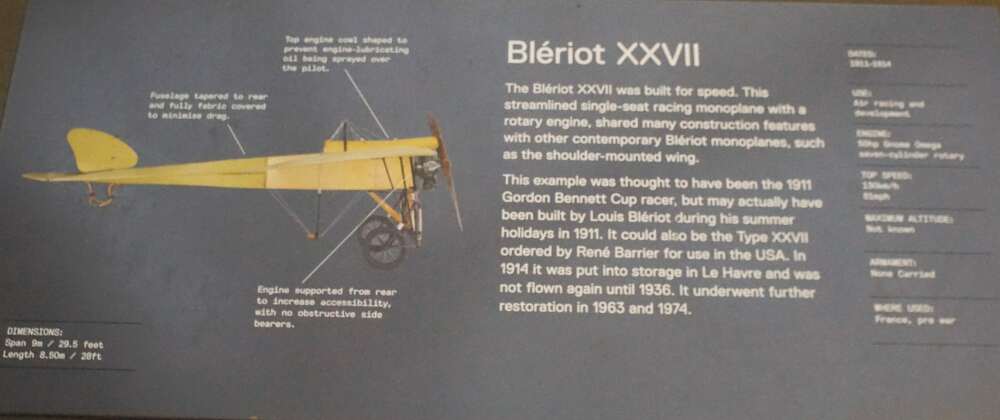 Top engine cowl shaped to
prevent engine-lubricating
oil being sprayed over
the pilot.
Fuselage tapered to rear
and fully fabric covered
to minimise drag.
Engine supported from rear
to increase accessibility,
with no obstructive side
bearers.
DIMENSIONS:
Span 9m / 29.5 feet
Length 8.50m / 28ft
Blériot XXVII
The Blériot XXVII was built for speed. This
streamlined single-seat racing monoplane with a
rotary engine, shared many construction features
with other contemporary Blériot monoplanes, such
as the shoulder-mounted wing.
This example was thought to have been the 1911
Gordon Bennett Cup racer, but may actually have
been built by Louis Blériot during his summer
holidays in 1911. It could also be the Type XXVII
ordered by René Barrier for use in the USA. In
1914 it was put into storage in Le Havre and was
not flown again until 1936. It underwent further
restoration in 1963 and 1974.
DATES:
1911-1914
USE:
Air racing and
development
ENGINE:
50hp Gnome Omega
seven-cylinder rotary
TOP SPEED:
MAXIMUM ALTITUDE:
Not known
ARMAMENT:
None Carried
WHERE USED:
France, pre war